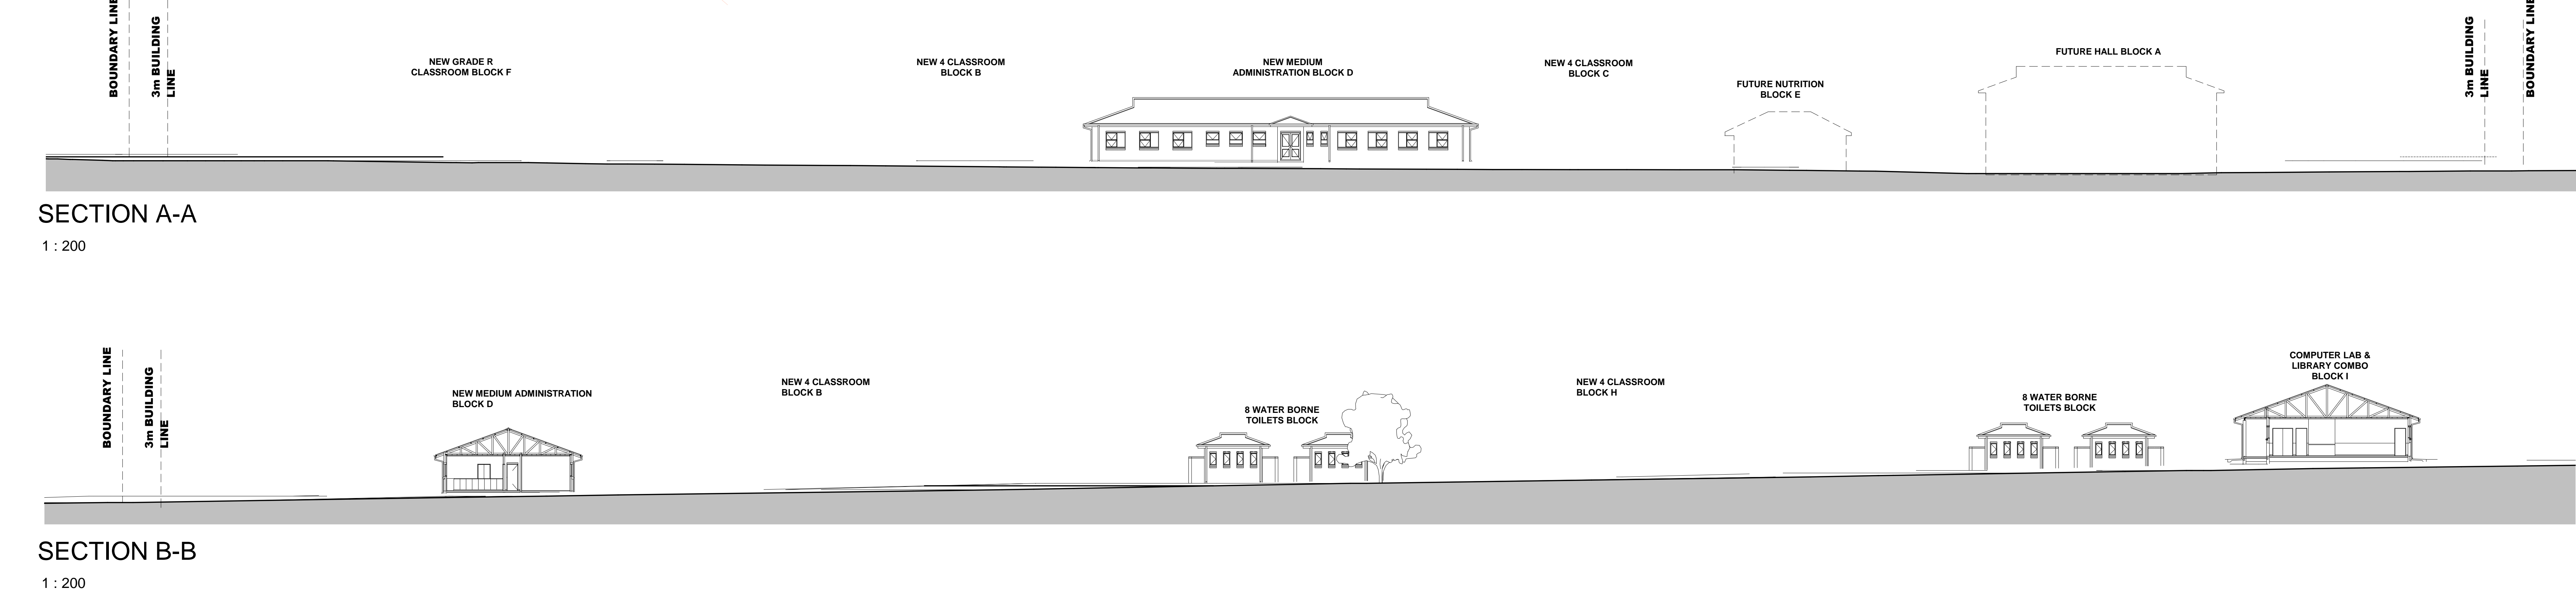 BOUNDARY LINE
3m BUILDING
LINE
NEW GRADE R
CLASSROOM BLOCK F
NEW 4 CLASSROOM
BLOCK B
NEW MEDIUM
ADMINISTRATION BLOCK D
NEW 4 CLASSROOM
BLOCK C
FUTURE NUTRITION
BLOCK E
FUTURE HALL BLOCK A
3m BUILDING
LINE
BOUNDARY LINE
SECTION A-A
1 : 200
BOUNDARY LINE
3m BUILDING
LINE
NEW MEDIUM ADMINISTRATION
BLOCK D
NEW 4 CLASSROOM
BLOCK B
8 WATER BORNE
TOILETS BLOCK
NEW 4 CLASSROOM
BLOCK H
8 WATER BORNE
TOILETS BLOCK
COMPUTER LAB &
LIBRARY COMBO
BLOCK I
SECTION B-B
1 : 200